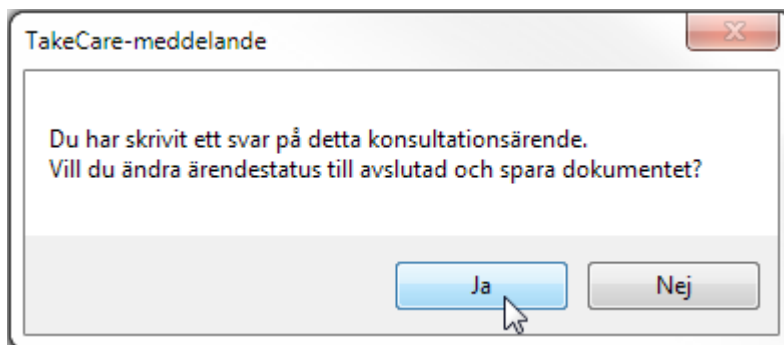 TakeCare-meddelande
Du har skrivit ett svar på detta konsultationsärende.
Vill du ändra ärendestatus till avslutad och spara dokumentet?
Ja
Nej